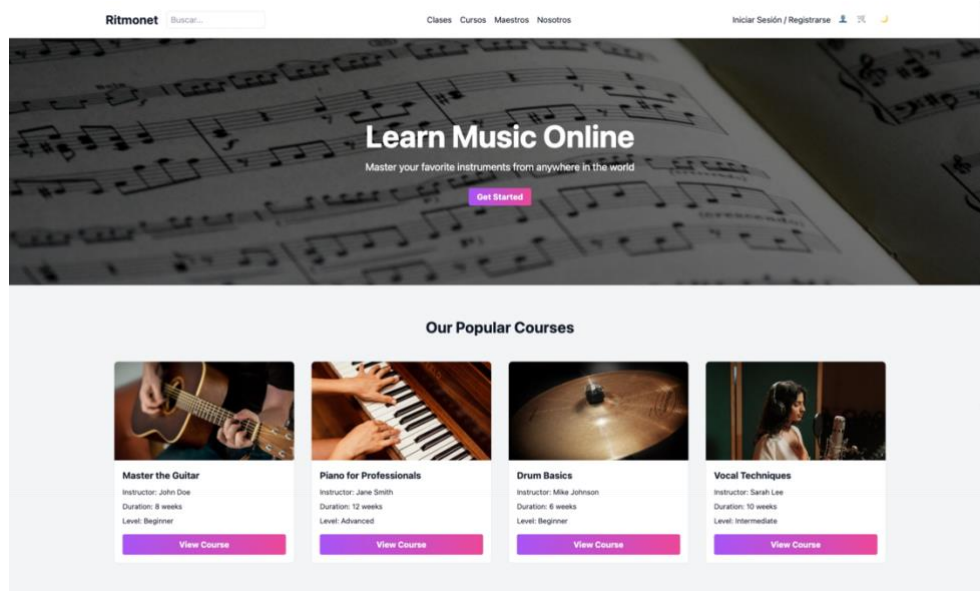 Ritmonet
Buscar...
Clases Cursos Maestros Nosotros
Iniciar Sesión / Registrarse
Learn Music Online
Master your favorite instruments from anywhere in the world
Get Started
Our Popular Courses
Master the Guitar
Instructor: John Doe
Duration: 8 weeks
Level: Beginner
View Course
Piano for Professionals
Instructor: Jane Smith
Duration: 12 weeks
Level: Advanced
View Course
Drum Basics
Instructor: Mike Johnson
Duration: 6 weeks
Level: Beginner
View Course
Vocal Techniques
Instructor: Sarah Lee
Duration: 10 weeks
Level: Intermediate
View Course